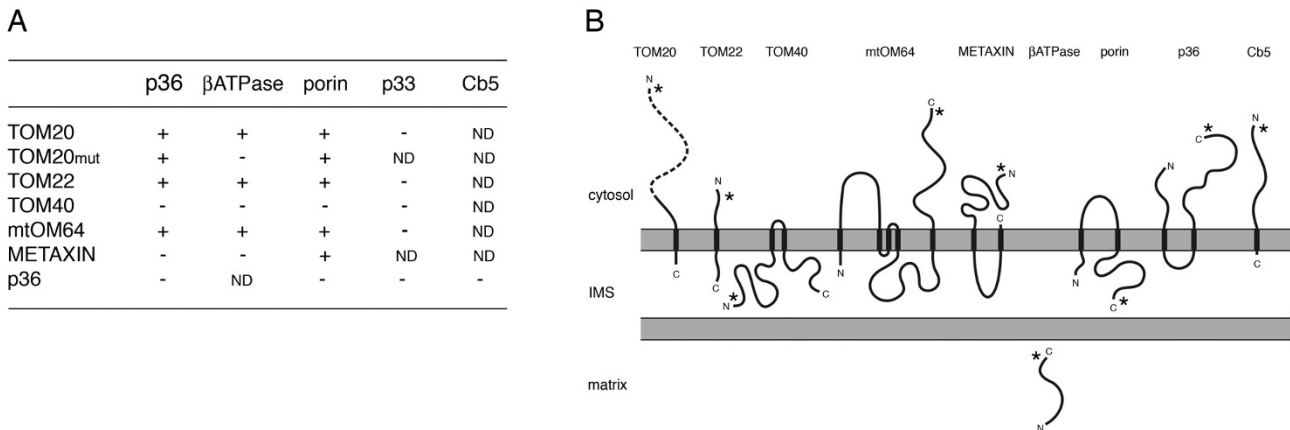 A
p36 βATPase porin p33 Cb5
TOM20 + + + - ND
TOM20mut + - + ND ND
TOM22 + + + - ND
TOM40 - - - - ND
mtOM64 + + + - ND
METAXIN - - + ND ND
p36 - ND - - -
B
TOM20 TOM22 TOM40 mtOM64 METAXIN βATPase porin p36 Cb5
N *
C *
C *
N *
N *
* N
N
N *
C
cytosol
C
C
N *
C
N
N
C *
C
IMS
* C
matrix
N